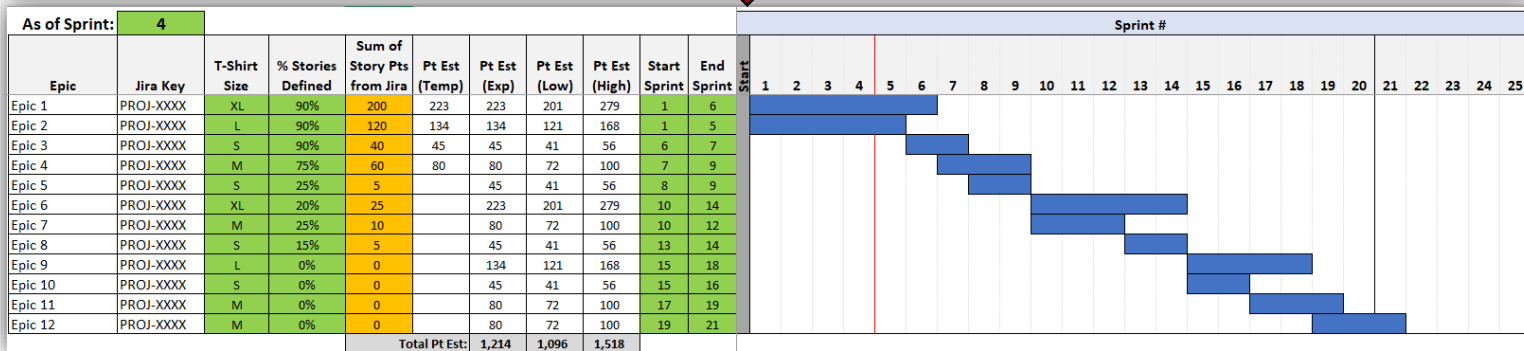 As of Sprint: 4
Sprint #
Epic Jira Key T-Shirt Size % Stories Defined Sum of Story Pts from Jira Pt Est (Temp) Pt Est (Exp) Pt Est (Low) Pt Est (High) Start Sprint End Sprint Start 1 2 3 4 5 6 7 8 9 10 11 12 13 14 15 16 17 18 19 20 21 22 23 24 25
Epic 1 PROJ-XXXX XL 90% 200 223 223 201 279 1 6
Epic 2 PROJ-XXXX L 90% 120 134 134 121 168 1 5
Epic 3 PROJ-XXXX S 90% 40 45 45 41 56 6 7
Epic 4 PROJ-XXXX M 75% 60 80 80 72 100 7 9
Epic 5 PROJ-XXXX S 25% 5 45 41 56 8 9
Epic 6 PROJ-XXXX XL 20% 25 223 201 279 10 14
Epic 7 PROJ-XXXX M 25% 10 80 72 100 10 12
Epic 8 PROJ-XXXX S 15% 5 45 41 56 13 14
Epic 9 PROJ-XXXX L 0% 0 134 121 168 15 18
Epic 10 PROJ-XXXX S 0% 0 45 41 56 15 16
Epic 11 PROJ-XXXX M 0% 0 80 72 100 17 19
Epic 12 PROJ-XXXX M 0% 0 80 72 100 19 21
Total Pt Est: 1,214 1,096 1,518